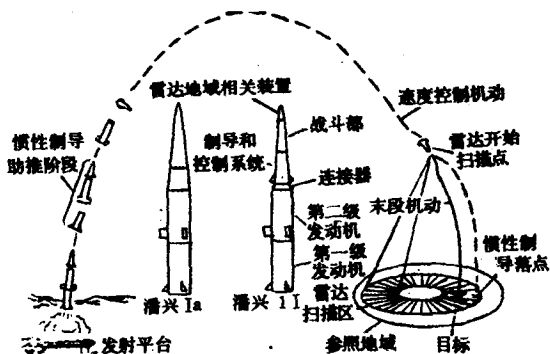 雷达地域相关装置
速度控制机动
战斗部
惯性制导
助推阶段
制导和
控制系统
雷达开始
扫描点
连接器
末段机动
第二级
发动机
惯性制
导落点
第一级
发动机
潘兴 Ia
潘兴 1 I
雷达
扫描区
参照地域
目标
发射平台